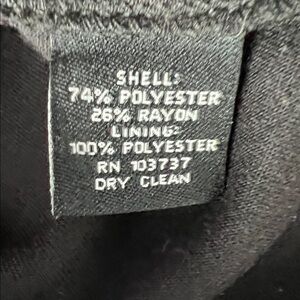 SHELL:
74% POLYESTER
26% RAYON
LINING:
100% POLYESTER
RN 103737
DRY CLEAN